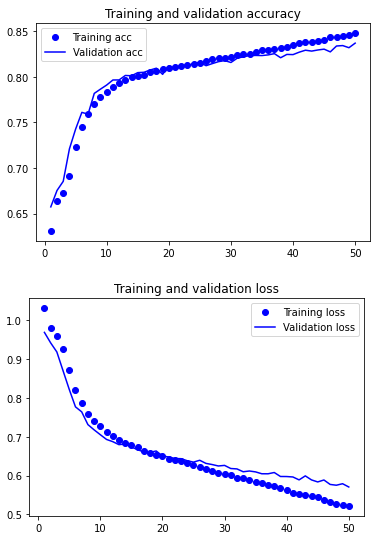 Training and validation accuracy
0.85
Training acc
Validation acc
0.80
0.75
0.70
0.65
0 10 20 30 40 50
Training and validation loss
1.0
Training loss
Validation loss
0.9
0.8
0.7
0.6
0.5
0 10 20 30 40 50